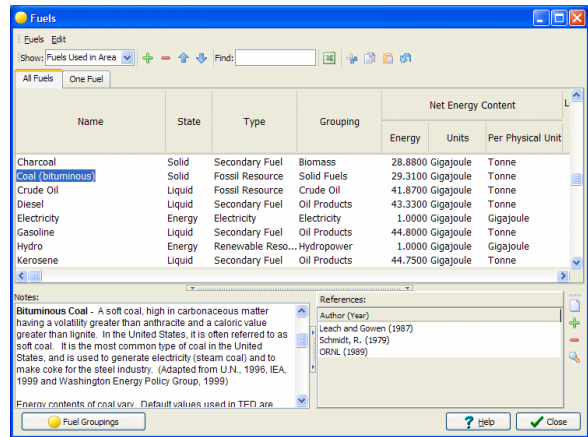 Fuels
Fuels Edit
Show: Fuels Used in Area Find:
All Fuels One Fuel
Net Energy Content L
Name State Type Grouping
Energy Units Per Physical Unit
Charcoal Solid Secondary Fuel Biomass 28.8800 Gigajoule Tonne
Coal (bituminous) Solid Fossil Resource Solid Fuels 29.3100 Gigajoule Tonne
Crude Oil Liquid Fossil Resource Crude Oil 41.8700 Gigajoule Tonne
Diesel Liquid Secondary Fuel Oil Products 43.3300 Gigajoule Tonne
Electricity Energy Electricity Electricity 1.0000 Gigajoule Gigajoule
Gasoline Liquid Secondary Fuel Oil Products 44.8000 Gigajoule Tonne
Hydro Energy Renewable Reso... Hydropower 1.0000 Gigajoule Gigajoule
Kerosene Liquid Secondary Fuel Oil Products 44.7500 Gigajoule Tonne
Notes:
Bituminous Coal - A soft coal, high in carbonaceous matter
having a volatility greater than anthracite and a caloric value
greater than lignite. In the United States, it is often referred to as
soft coal. It is the most common type of coal in the United
States, and is used to generate electricity (steam coal) and to
make coke for the steel industry. (Adapted from U.N., 1996, IEA,
1999 and Washington Energy Policy Group, 1999)
Energy contents of coal vary. Default values used in TED are
References:
Author (Year)
Leach and Gowen (1987)
Schmidt, R. (1979)
ORNL (1989)
Fuel Groupings
Help
Close